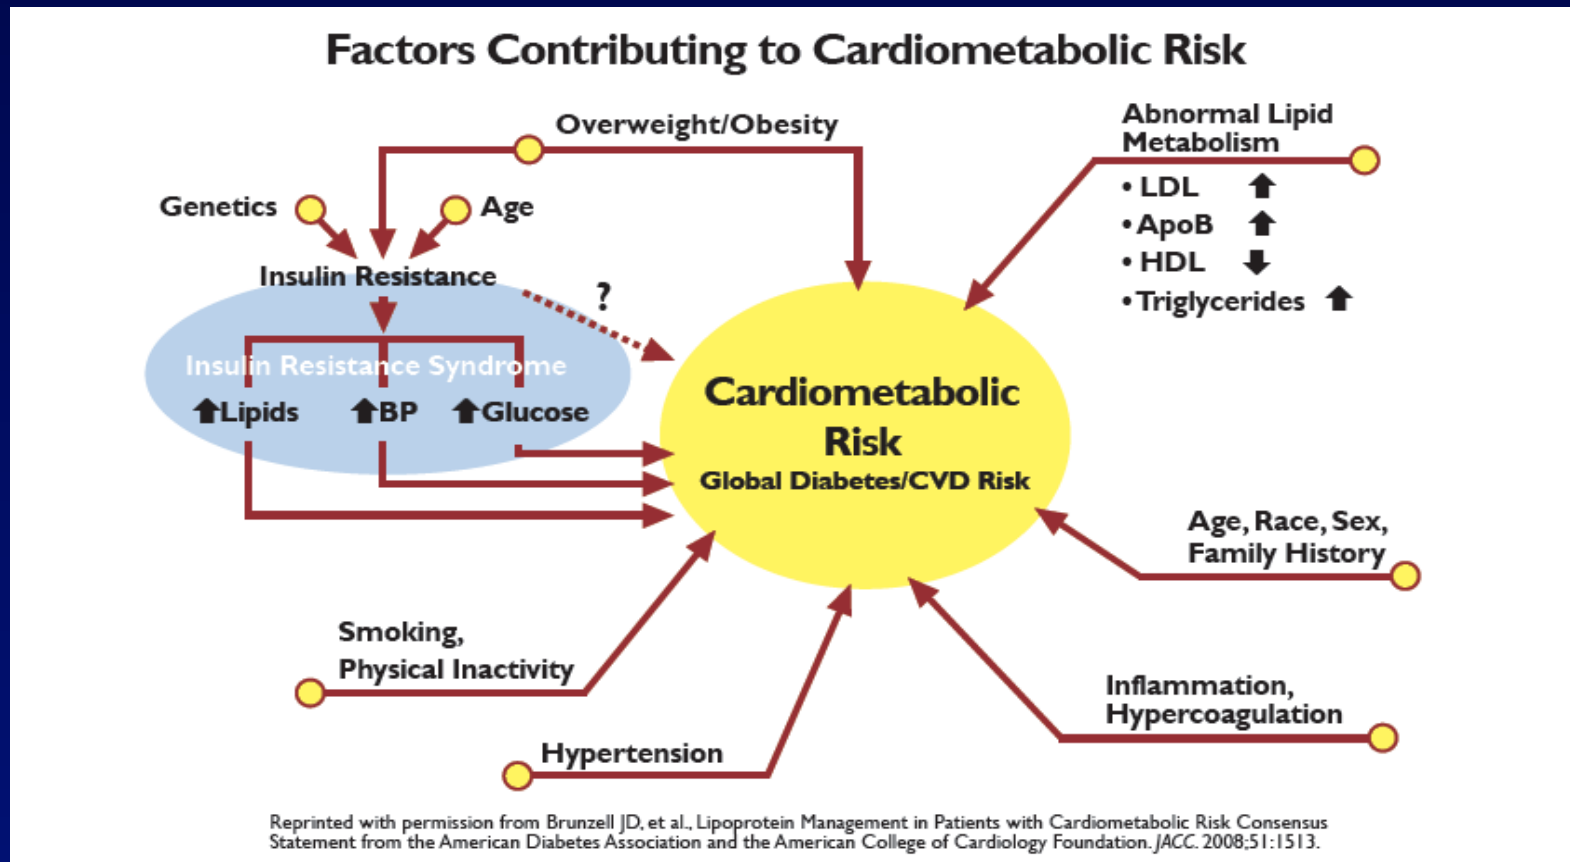 Factors Contributing to Cardiometabolic Risk
Overweight/Obesity
Genetics
Age
Insulin Resistance
?
Insulin Resistance Syndrome
⬆Lipids ⬆BP ⬆Glucose
Abnormal Lipid
Metabolism
• LDL ⬆
• ApoB ⬆
• HDL ⬇
• Triglycerides ⬆
Cardiometabolic
Risk
Global Diabetes/CVD Risk
Age, Race, Sex,
Family History
Smoking,
Physical Inactivity
Inflammation,
Hypercoagulation
Hypertension
Reprinted with permission from Brunzell JD, et al., Lipoprotein Management in Patients with Cardiometabolic Risk Consensus
Statement from the American Diabetes Association and the American College of Cardiology Foundation. JACC. 2008;51:1513.